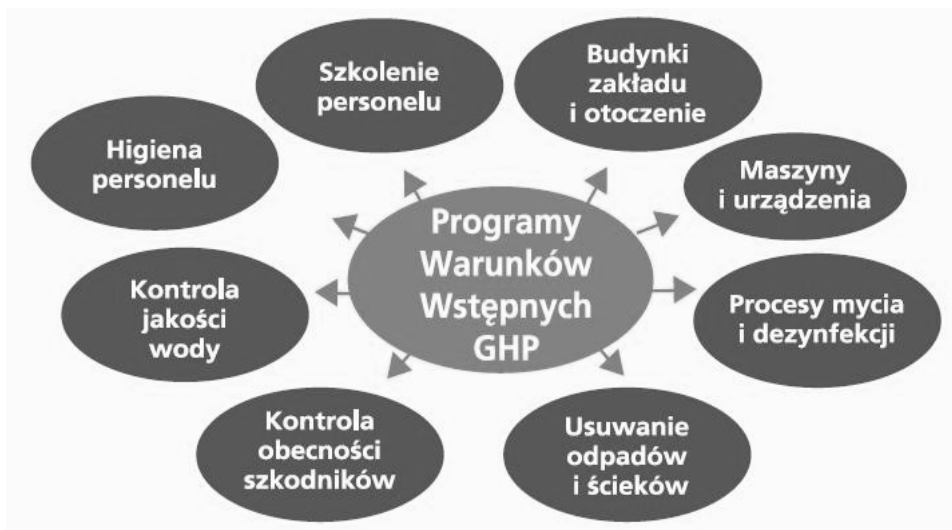 Programy
Warunków
Wstępnych
GHP
Szkolenie
personelu
Budynki
zakładu
i otoczenie
Maszyny
i urządzenia
Procesy mycia
i dezynfekcji
Usuwanie
odpadów
i ścieków
Kontrola
obecności
szkodników
Kontrola
jakości
wody
Higiena
personelu